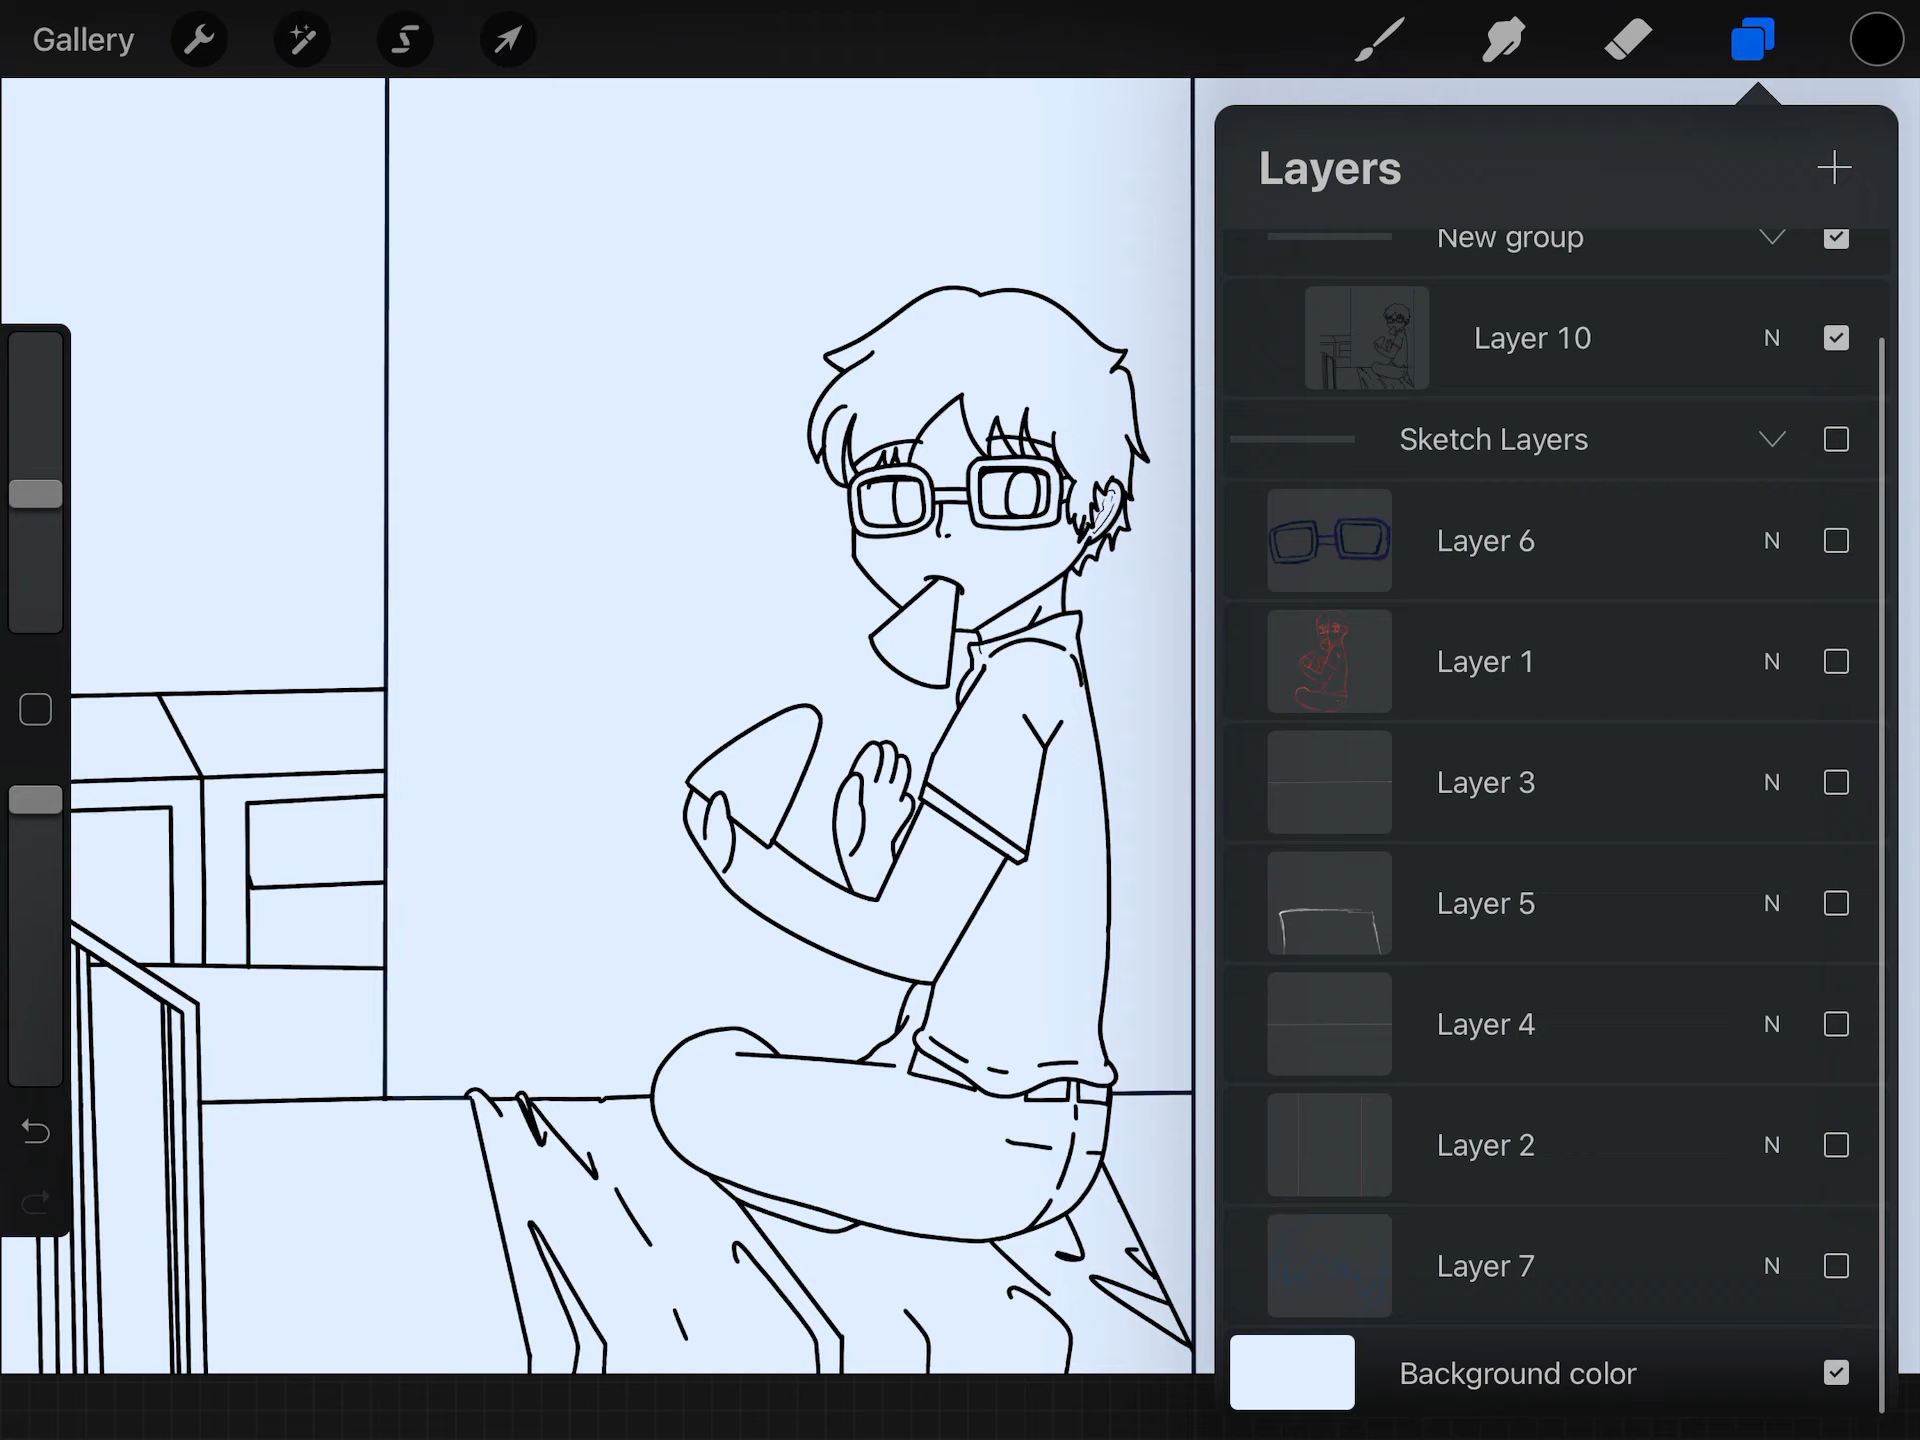 Gallery
Layers
New group
Layer 10 N
Sketch Layers
Layer 6 N
Layer 1 N
Layer 3 N
Layer 5 N
Layer 4 N
Layer 2 N
Layer 7 N
Background color